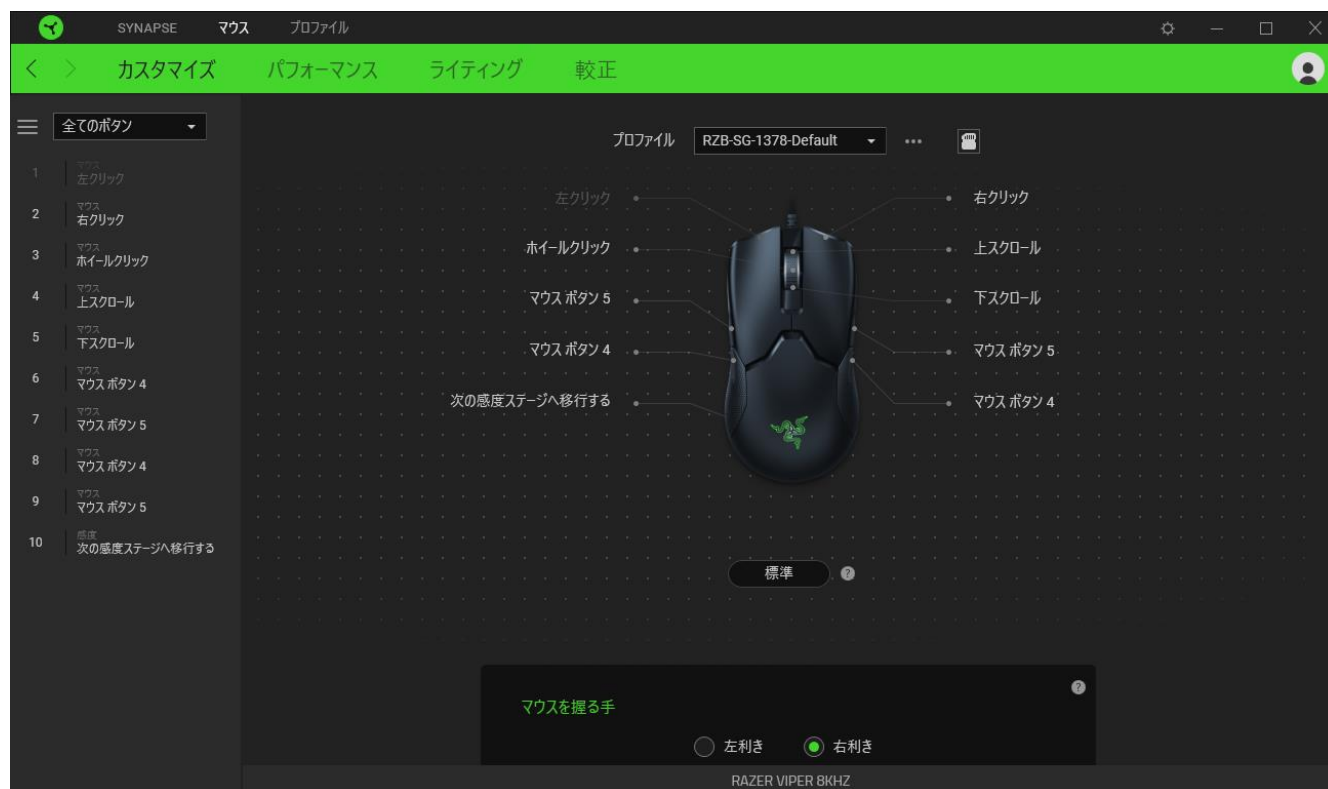 SYNAPSE マウス プロファイル
カスタマイズ パフォーマンス ライティング 較正
全てのボタン
プロファイル RZB-SG-1378-Default
1 マウス
左クリック
2 マウス
右クリック
3 マウス
ホイールクリック
4 マウス
上スクロール
5 マウス
下スクロール
6 マウス
マウス ボタン 4
7 マウス
マウス ボタン 5
8 マウス
マウス ボタン 4
9 マウス
マウス ボタン 5
10 感度
次の感度ステージへ移行する
左クリック 右クリック
ホイールクリック 上スクロール
マウス ボタン 5 下スクロール
マウス ボタン 4 マウス ボタン 5
次の感度ステージへ移行する マウス ボタン 4
標準 ?
マウスを握る手 ?
左利き 右利き
RAZER VIPER 8KHZ